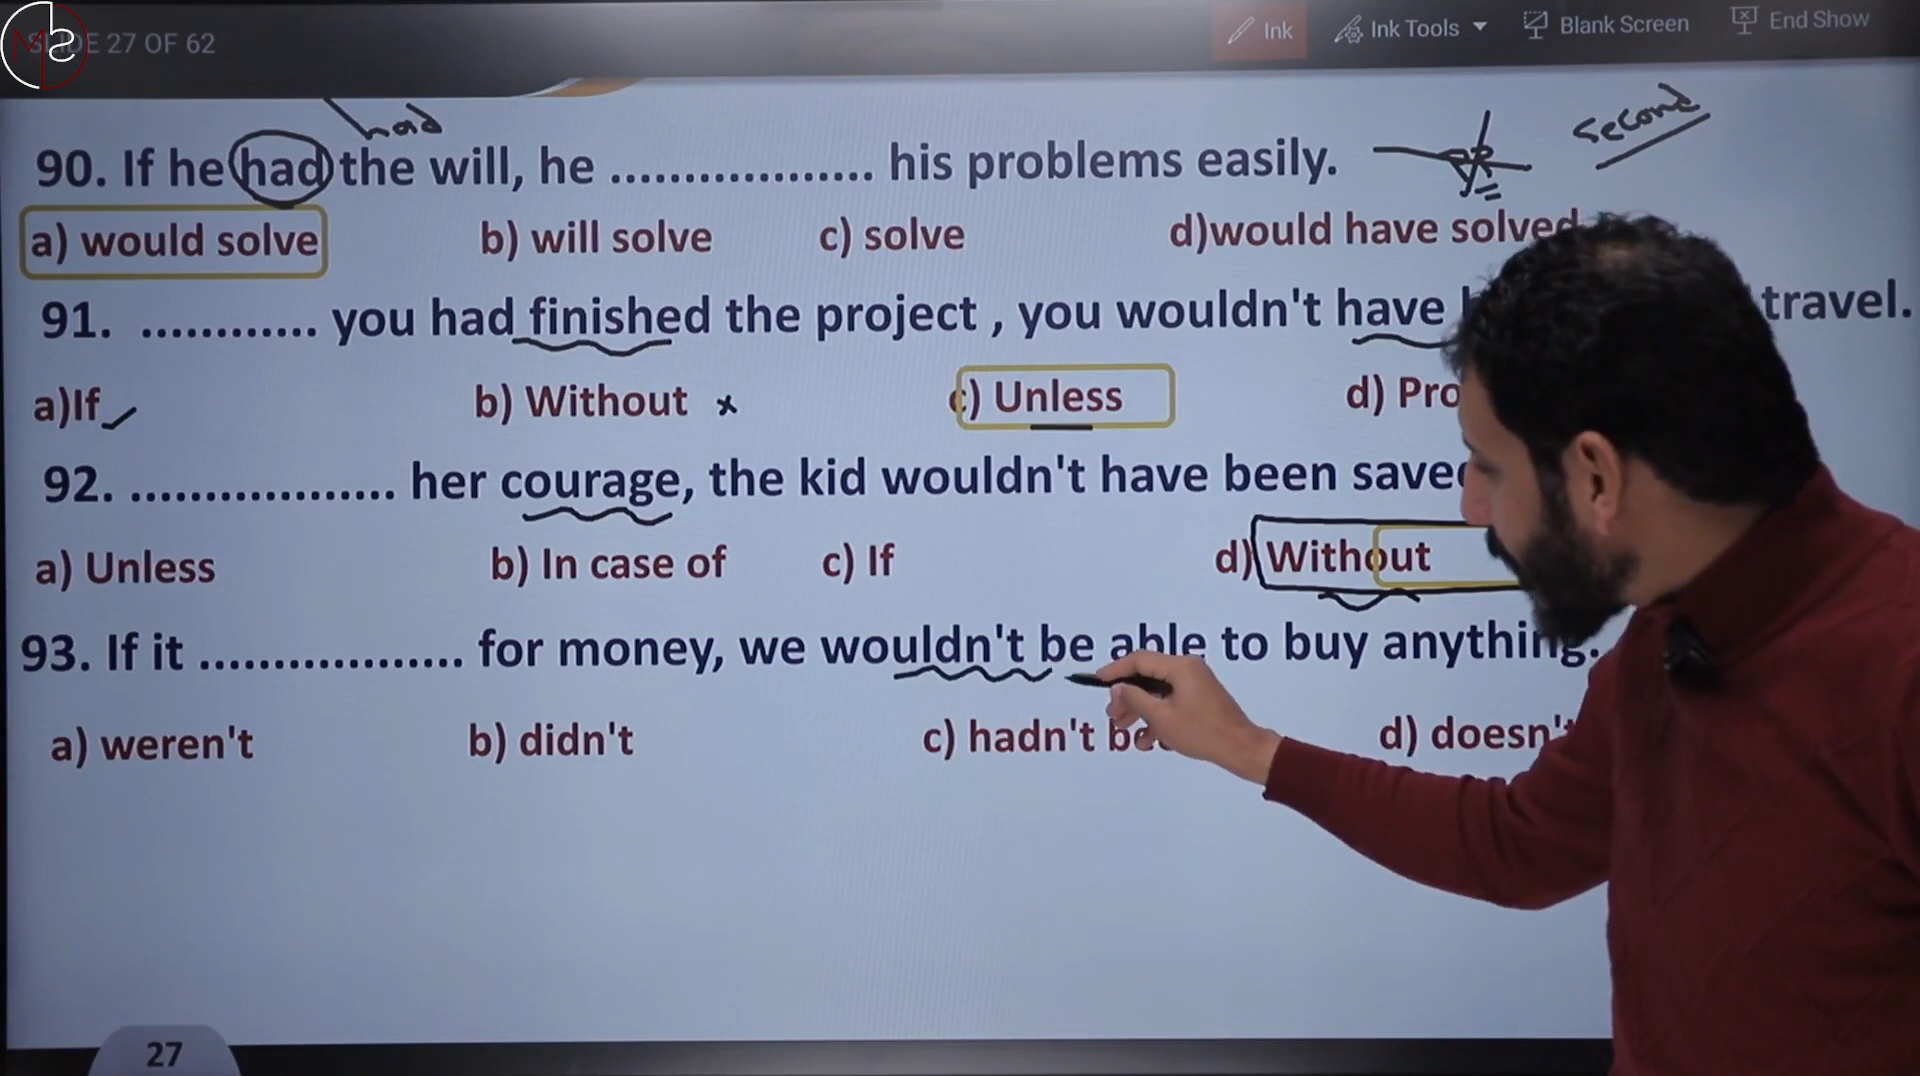 SLIDE 27 OF 62
Ink Ink Tools Blank Screen End Show
had
second
90. If he had the will, he .................. his problems easily.
a) would solve b) will solve c) solve d)would have solved
91. ............ you had finished the project , you wouldn't have travel.
a)If b) Without x c) Unless d)
92. .................. her courage, the kid wouldn't have been saved
a) Unless b) In case of c) If d) Without
93. If it .................. for money, we wouldn't be able to buy anything.
a) weren't b) didn't c) hadn't d) doesn't
27